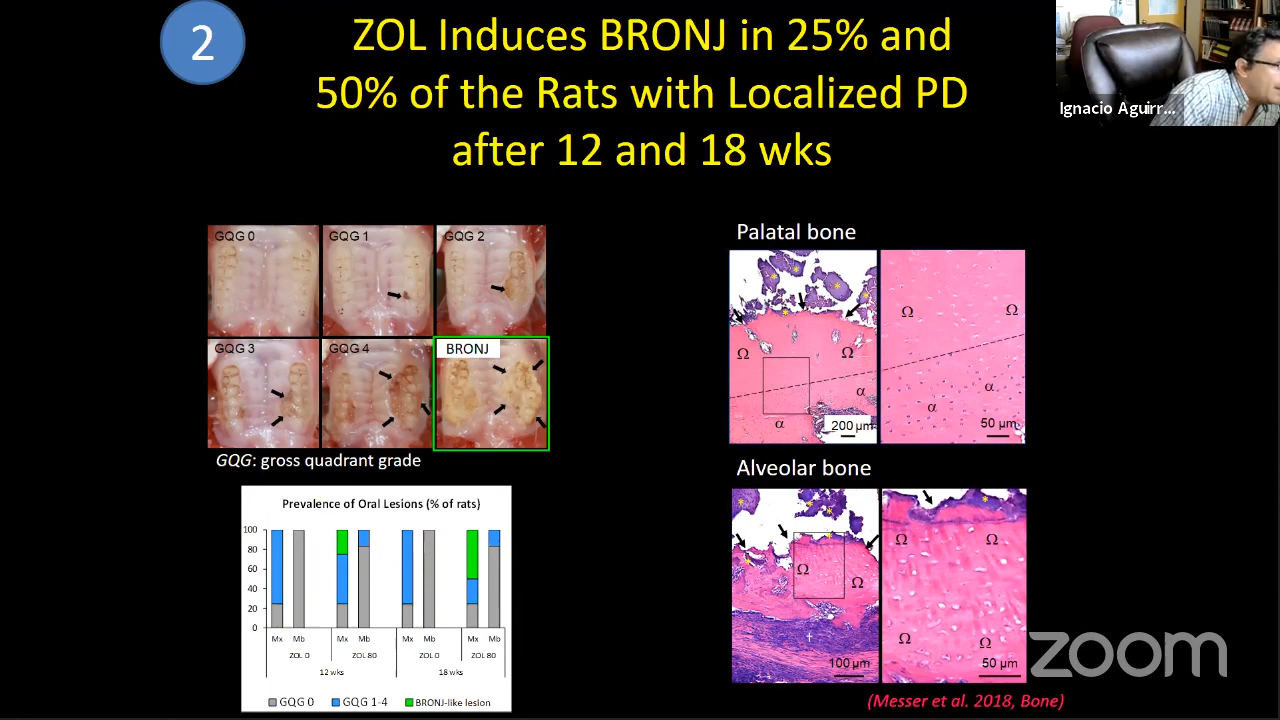 2
ZOL Induces BRONJ in 25% and
50% of the Rats with Localized PD
after 12 and 18 wks
Ignacio Aguirr...
GQG 0
GQG 1
GQG 2
GQG 3
GQG 4
BRONJ
GQG: gross quadrant grade
Prevalence of Oral Lesions (% of rats)
100
80
60
40
20
0
Mx Mb Mx Mb Mx Mb Mx Mb
ZOL 0 ZOL 80 ZOL 0 ZOL 80
12 wks 18 wks
GQG 0 GQG 1-4 BRONJ-like lesion
Palatal bone
* * * * *
Ω Ω
α
α
200 µm
Ω Ω
α
α
50 µm
Alveolar bone
* * * * *
Ω
Ω
†
100 µm
*
Ω Ω
Ω Ω
50 µm
zoom
(Messer et al. 2018, Bone)